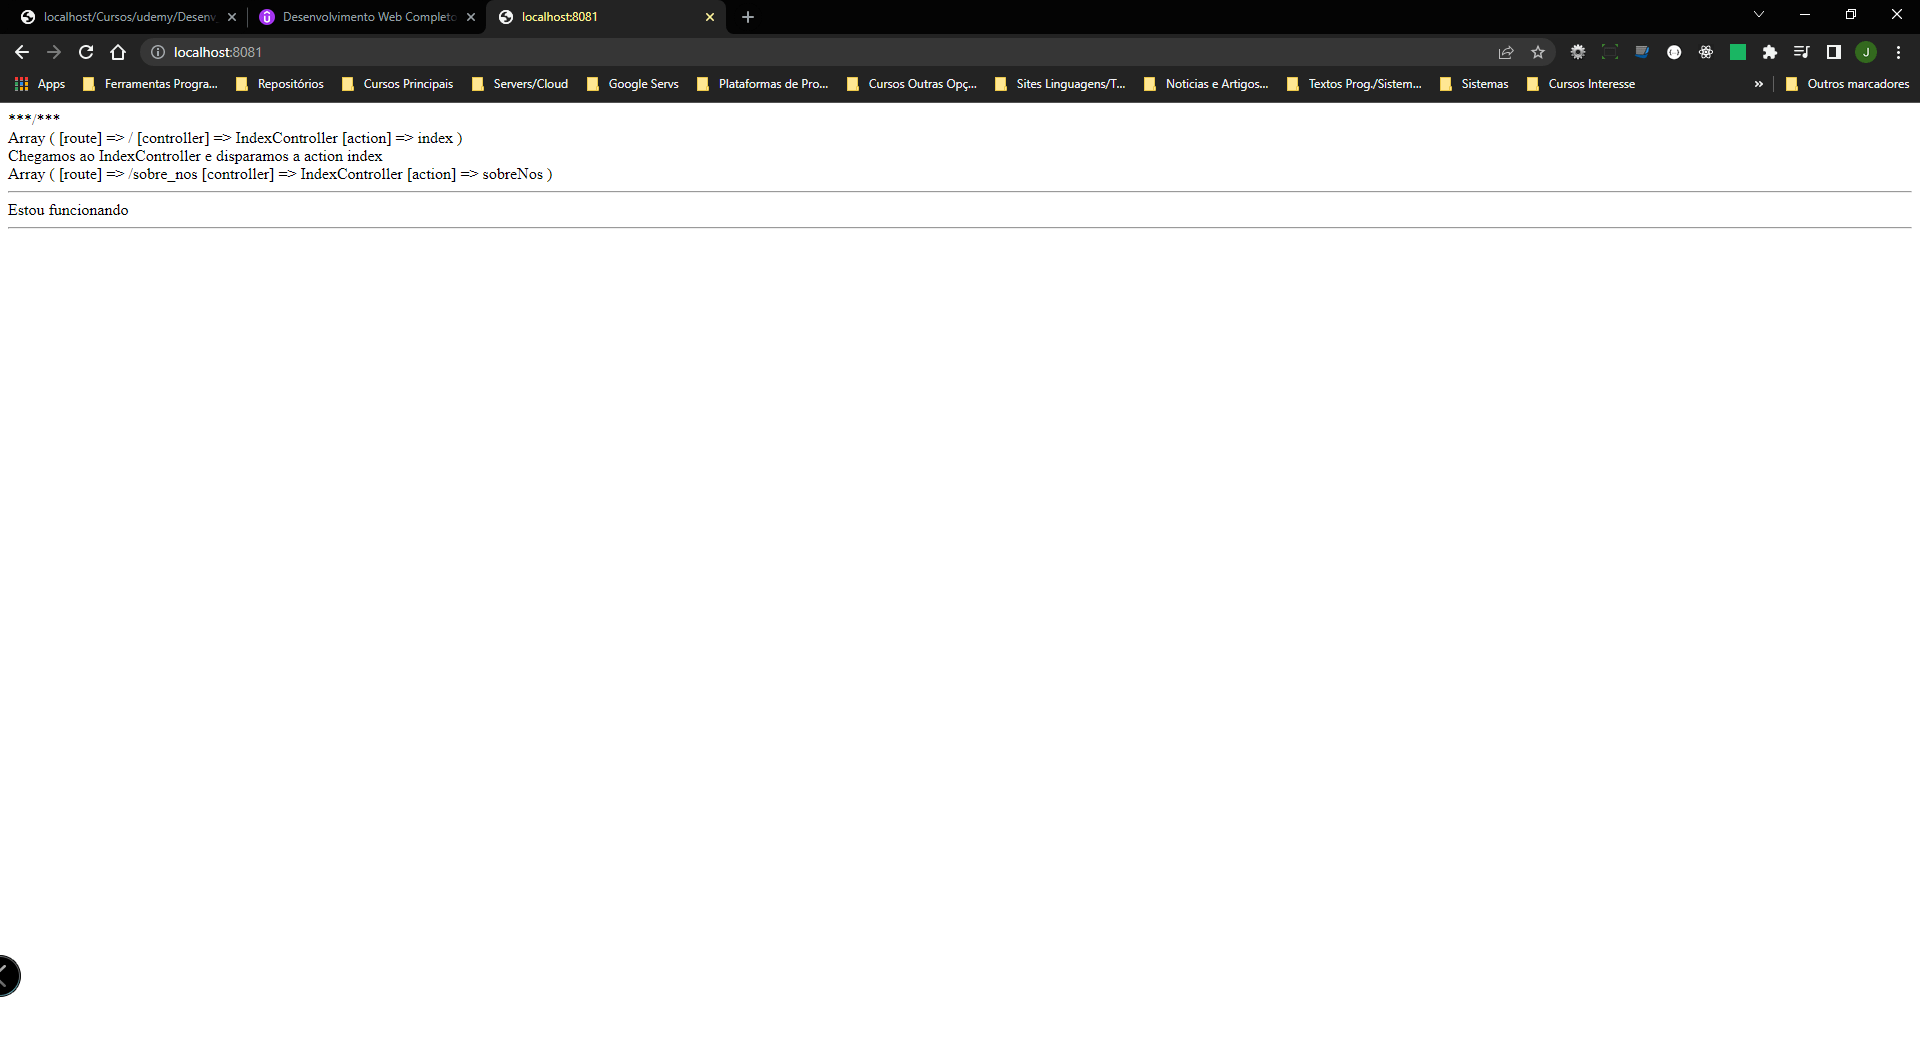 localhost/Cursos/udemy/Desenv
Desenvolvimento Web Completo
localhost:8081
localhost:8081
J
Apps
Ferramentas Progra...
Repositórios
Cursos Principais
Servers/Cloud
Google Servs
Plataformas de Pro...
Cursos Outras Opç...
Sites Linguagens/T...
Noticias e Artigos...
Textos Prog./Sistem...
Sistemas
Cursos Interesse
»
Outros marcadores
***/***
Array ( [route] => / [controller] => IndexController [action] => index )
Chegamos ao IndexController e disparamos a action index
Array ( [route] => /sobre_nos [controller] => IndexController [action] => sobreNos )
Estou funcionando